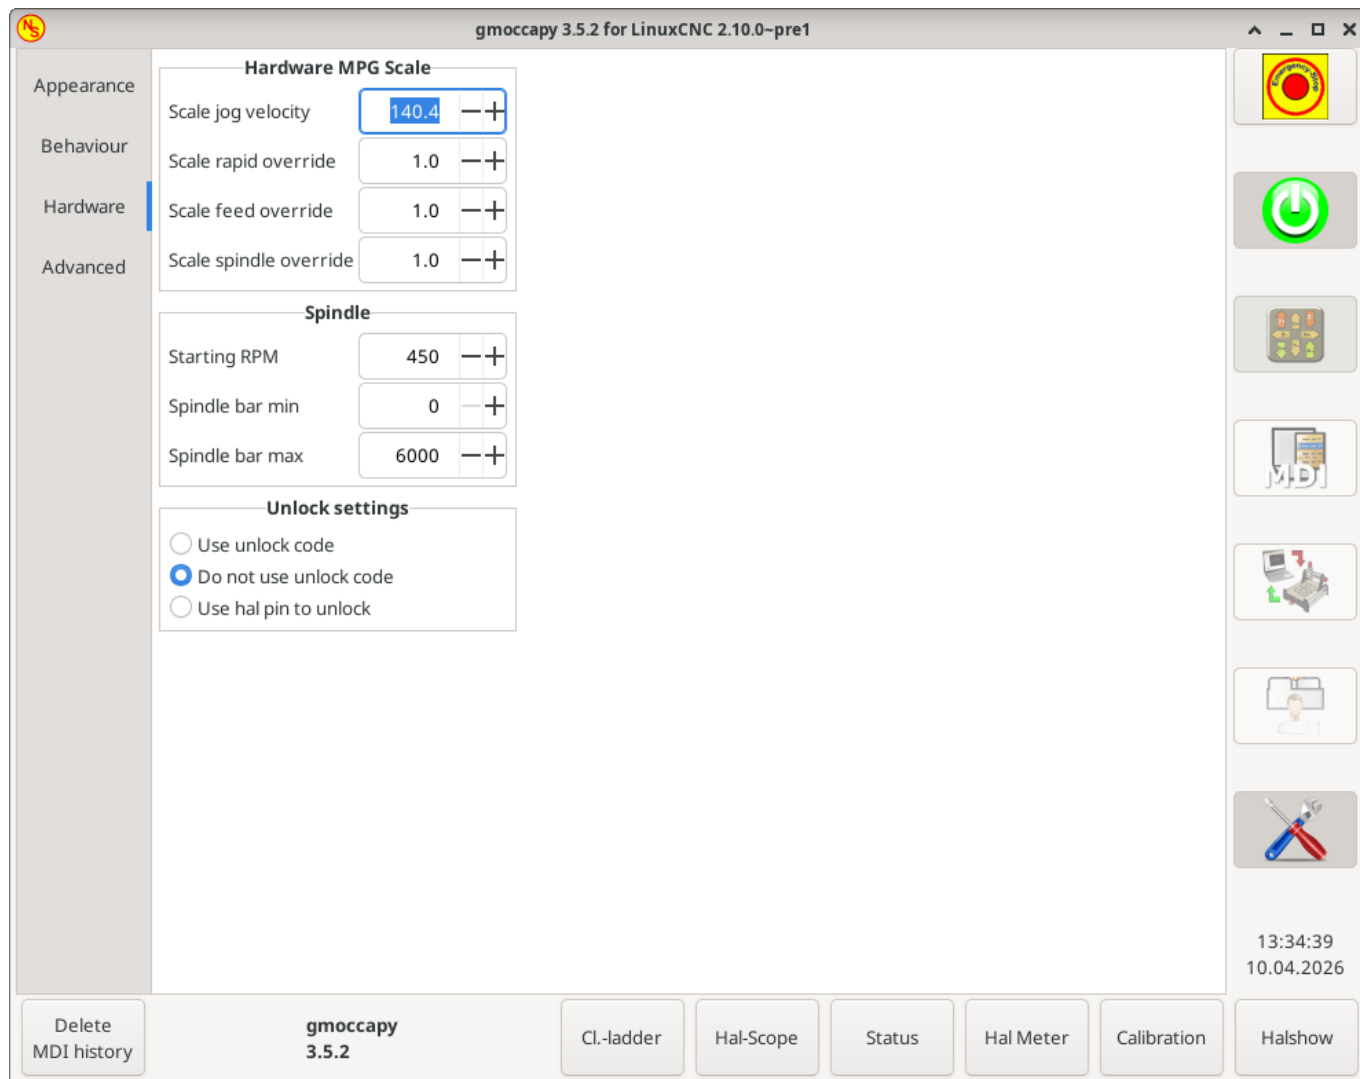 gmoccapy 3.5.2 for LinuxCNC 2.10.0~pre1
Appearance
Behaviour
Hardware
Advanced
Hardware MPG Scale
Scale jog velocity 140.4
Scale rapid override 1.0
Scale feed override 1.0
Scale spindle override 1.0
Spindle
Starting RPM 450
Spindle bar min 0
Spindle bar max 6000
Unlock settings
Use unlock code
Do not use unlock code
Use hal pin to unlock
Emergency-Stop
MDI
13:34:39
10.04.2026
Delete
MDI history
gmoccapy
3.5.2
Cl.-ladder
Hal-Scope
Status
Hal Meter
Calibration
Halshow